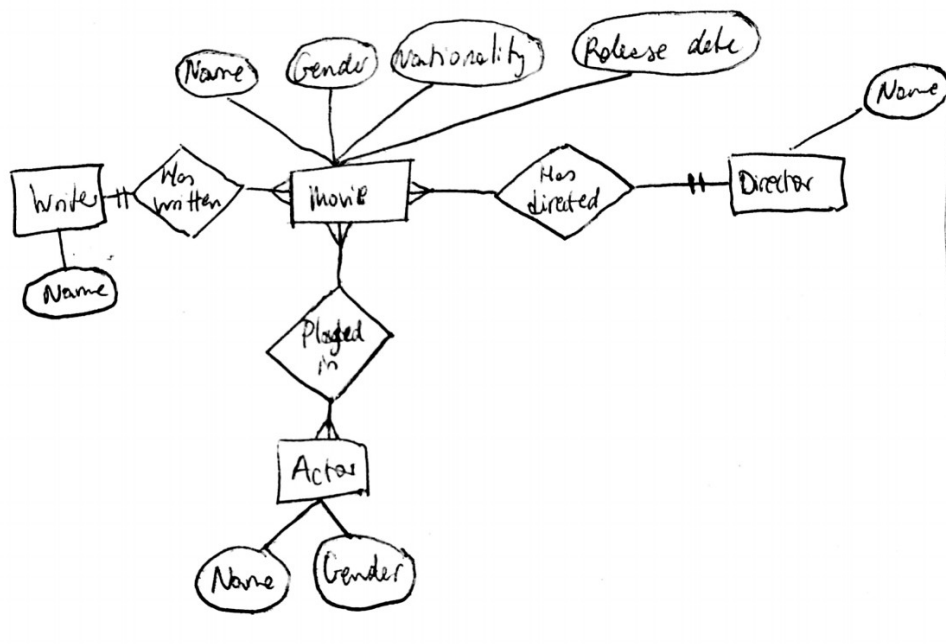 Name
Gender
Nationality
Release date
Name
Writer
Has
written
Movie
Has
directed
Director
Name
Played
in
Actor
Name
Gender